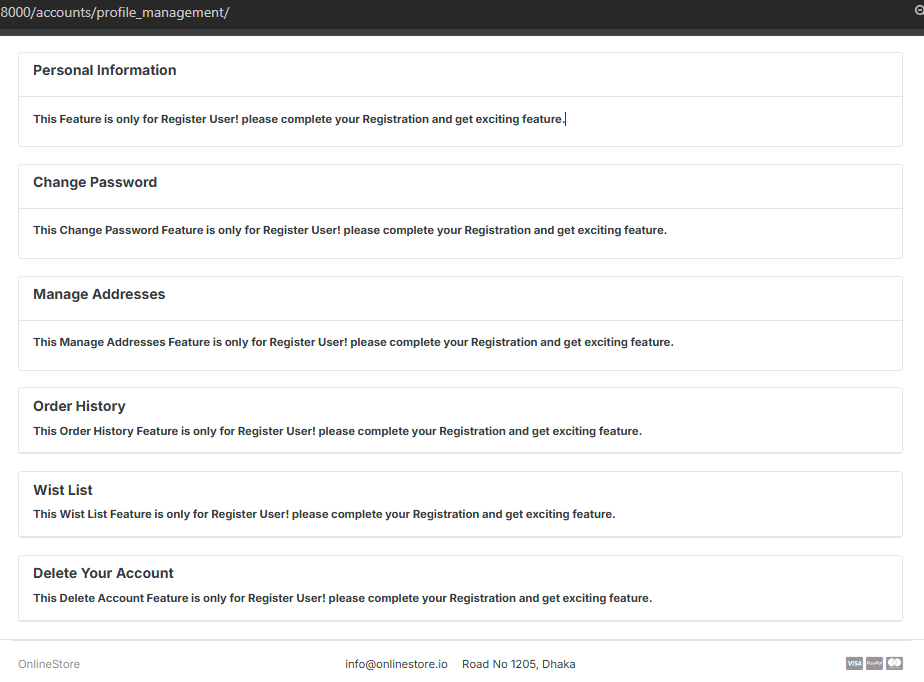 8000/accounts/profile_management/
Personal Information
This Feature is only for Register User! please complete your Registration and get exciting feature.
Change Password
This Change Password Feature is only for Register User! please complete your Registration and get exciting feature.
Manage Addresses
This Manage Addresses Feature is only for Register User! please complete your Registration and get exciting feature.
Order History
This Order History Feature is only for Register User! please complete your Registration and get exciting feature.
Wist List
This Wist List Feature is only for Register User! please complete your Registration and get exciting feature.
Delete Your Account
This Delete Account Feature is only for Register User! please complete your Registration and get exciting feature.
OnlineStore info@onlinestore.io Road No 1205, Dhaka VISA PayPal